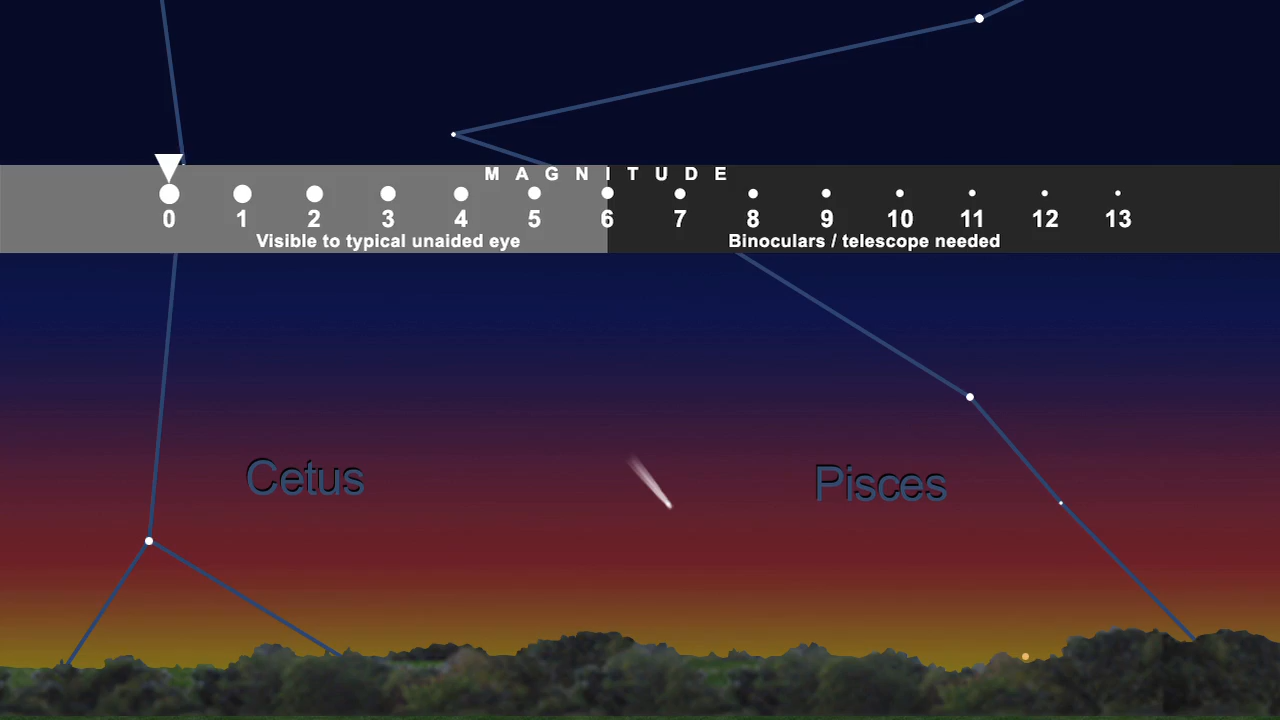 M A G N I T U D E
0 1 2 3 4 5 6 7 8 9 10 11 12 13
Visible to typical unaided eye Binoculars / telescope needed
Cetus Pisces